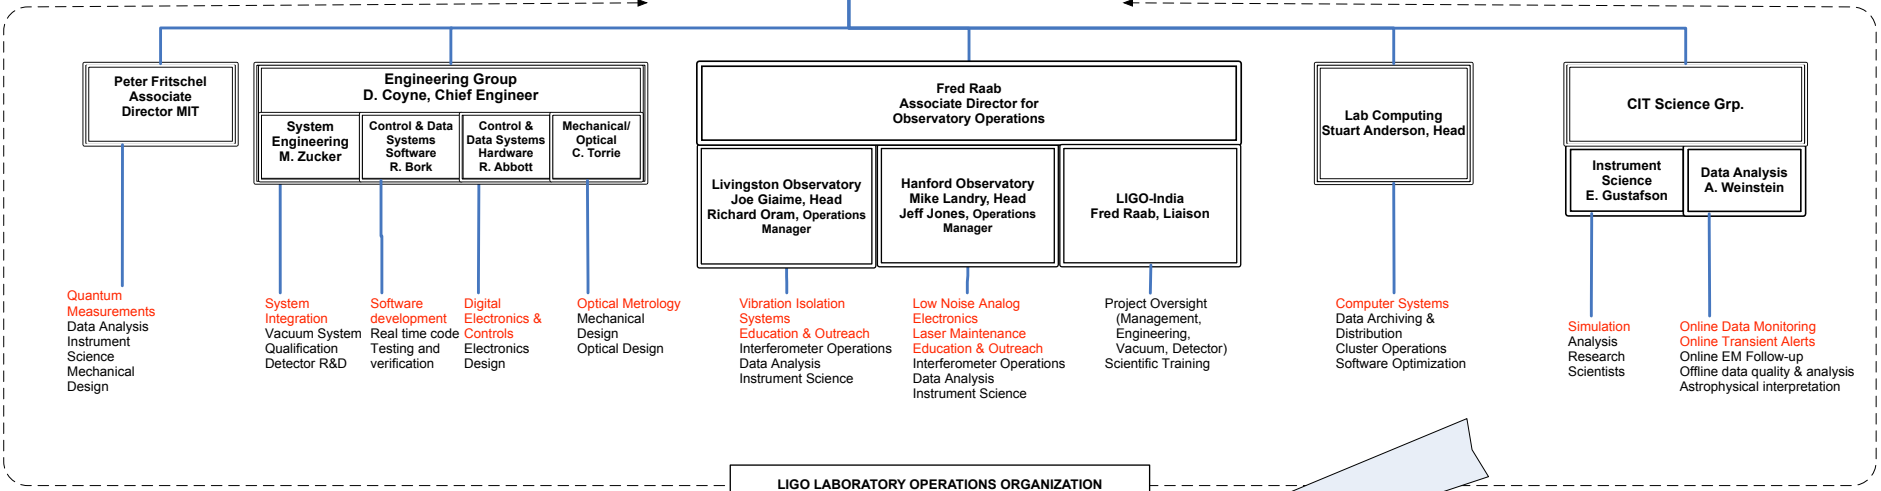 Peter Fritschel
Associate
Director MIT
Engineering Group
D. Coyne, Chief Engineer
System
Engineering
M. Zucker
Control & Data
Systems
Software
R. Bork
Control &
Data Systems
Hardware
R. Abbott
Mechanical/
Optical
C. Torrie
Fred Raab
Associate Director for
Observatory Operations
Livingston Observatory
Joe Giaime, Head
Richard Oram, Operations
Manager
Hanford Observatory
Mike Landry, Head
Jeff Jones, Operations
Manager
LIGO-India
Fred Raab, Liaison
Lab Computing
Stuart Anderson, Head
CIT Science Grp.
Instrument
Science
E. Gustafson
Data Analysis
A. Weinstein
Quantum
Measurements
Data Analysis
Instrument
Science
Mechanical
Design
System
Integration
Vacuum System
Qualification
Detector R&D
Software
development
Real time code
Testing and
verification
Digital
Electronics &
Controls
Electronics
Design
Optical Metrology
Mechanical
Design
Optical Design
Vibration Isolation
Systems
Education & Outreach
Interferometer Operations
Data Analysis
Instrument Science
Low Noise Analog
Electronics
Laser Maintenance
Education & Outreach
Interferometer Operations
Data Analysis
Instrument Science
Project Oversight
(Management,
Engineering,
Vacuum, Detector)
Scientific Training
Computer Systems
Data Archiving &
Distribution
Cluster Operations
Software Optimization
Simulation
Analysis
Research
Scientists
Online Data Monitoring
Online Transient Alerts
Online EM Follow-up
Offline data quality & analysis
Astrophysical interpretation
LIGO LABORATORY OPERATIONS ORGANIZATION